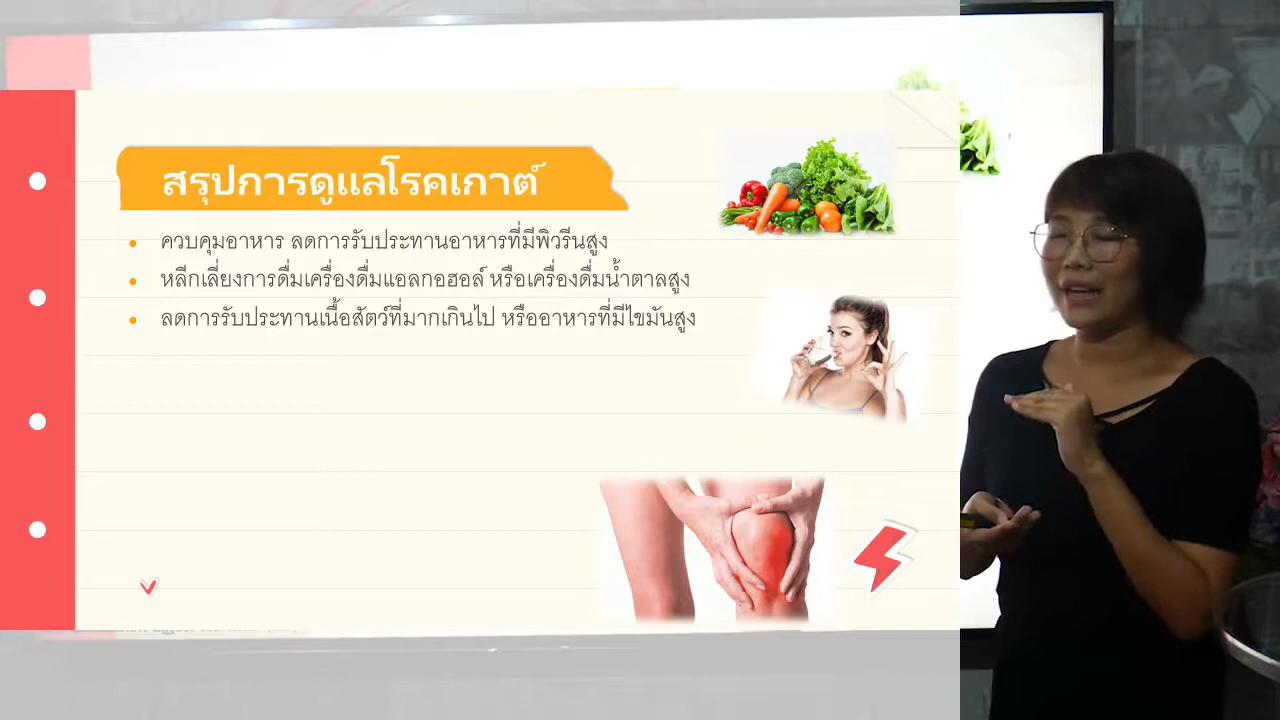 สรุปการดูแลโรคเกาต์
ควบคุมอาหาร ลดการรับประทานอาหารที่มีพิวรีนสูง
หลีกเลี่ยงการดื่มเครื่องดื่มแอลกอฮอล์ หรือเครื่องดื่มน้ำตาลสูง
ลดการรับประทานเนื้อสัตว์ที่มากเกินไป หรืออาหารที่มีไขมันสูง